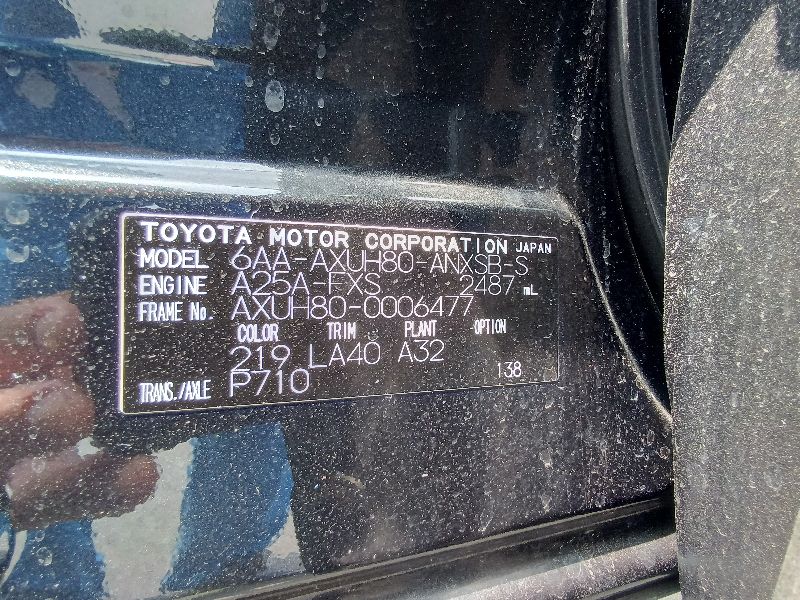 TOYOTA MOTOR CORPORATION JAPAN
MODEL 6AA-AXUH80-ANXSB-S
ENGINE A25A-FXS 2487 mL
FRAME No. AXUH80-0006477
COLOR TRIM PLANT OPTION
219 LA40 A32
TRANS./AXLE P710 138